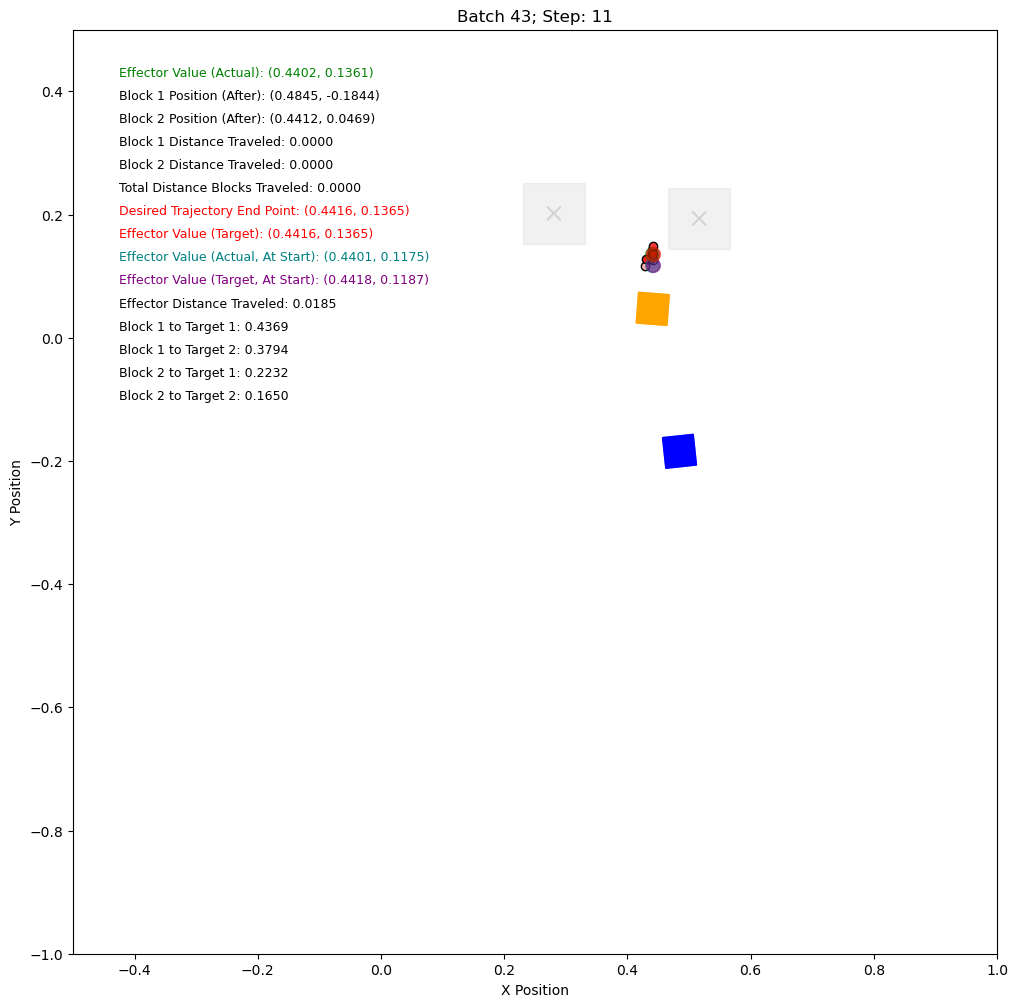 Batch 43; Step: 11
Effector Value (Actual): (0.4402, 0.1361)
Block 1 Position (After): (0.4845, -0.1844)
Block 2 Position (After): (0.4412, 0.0469)
Block 1 Distance Traveled: 0.0000
Block 2 Distance Traveled: 0.0000
Total Distance Blocks Traveled: 0.0000
Desired Trajectory End Point: (0.4416, 0.1365)
Effector Value (Target): (0.4416, 0.1365)
Effector Value (Actual, At Start): (0.4401, 0.1175)
Effector Value (Target, At Start): (0.4418, 0.1187)
Effector Distance Traveled: 0.0185
Block 1 to Target 1: 0.4369
Block 1 to Target 2: 0.3794
Block 2 to Target 1: 0.2232
Block 2 to Target 2: 0.1650
Y Position
0.4
0.2
0.0
−0.2
−0.4
−0.6
−0.8
−1.0
−0.4 −0.2 0.0 0.2 0.4 0.6 0.8 1.0
X Position